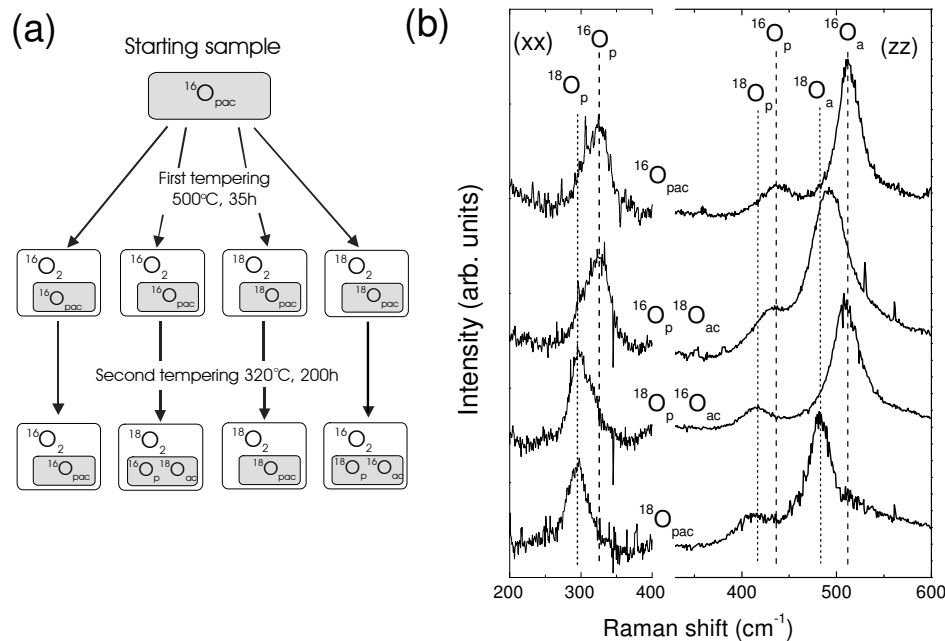 (a)
Starting sample
¹⁶O pac
First tempering
500°C, 35h
¹⁶O₂ ¹⁶O₂ ¹⁸O₂ ¹⁸O₂
¹⁶O pac ¹⁶O pac ¹⁸O pac ¹⁸O pac
Second tempering 320°C, 200h
¹⁶O₂ ¹⁸O₂ ¹⁸O₂ ¹⁶O₂
¹⁶O pac ¹⁶O p ¹⁸O ac ¹⁸O pac ¹⁸O p ¹⁶O ac
(b)
(xx) ¹⁶O p ¹⁶O p ¹⁶O a (zz)
¹⁸O p ¹⁸O p ¹⁸O a
¹⁶O pac
¹⁶O p ¹⁸O ac
¹⁸O p ¹⁶O ac
¹⁸O pac
Intensity (arb. units)
200 300 400 400 500 600
Raman shift (cm⁻¹)